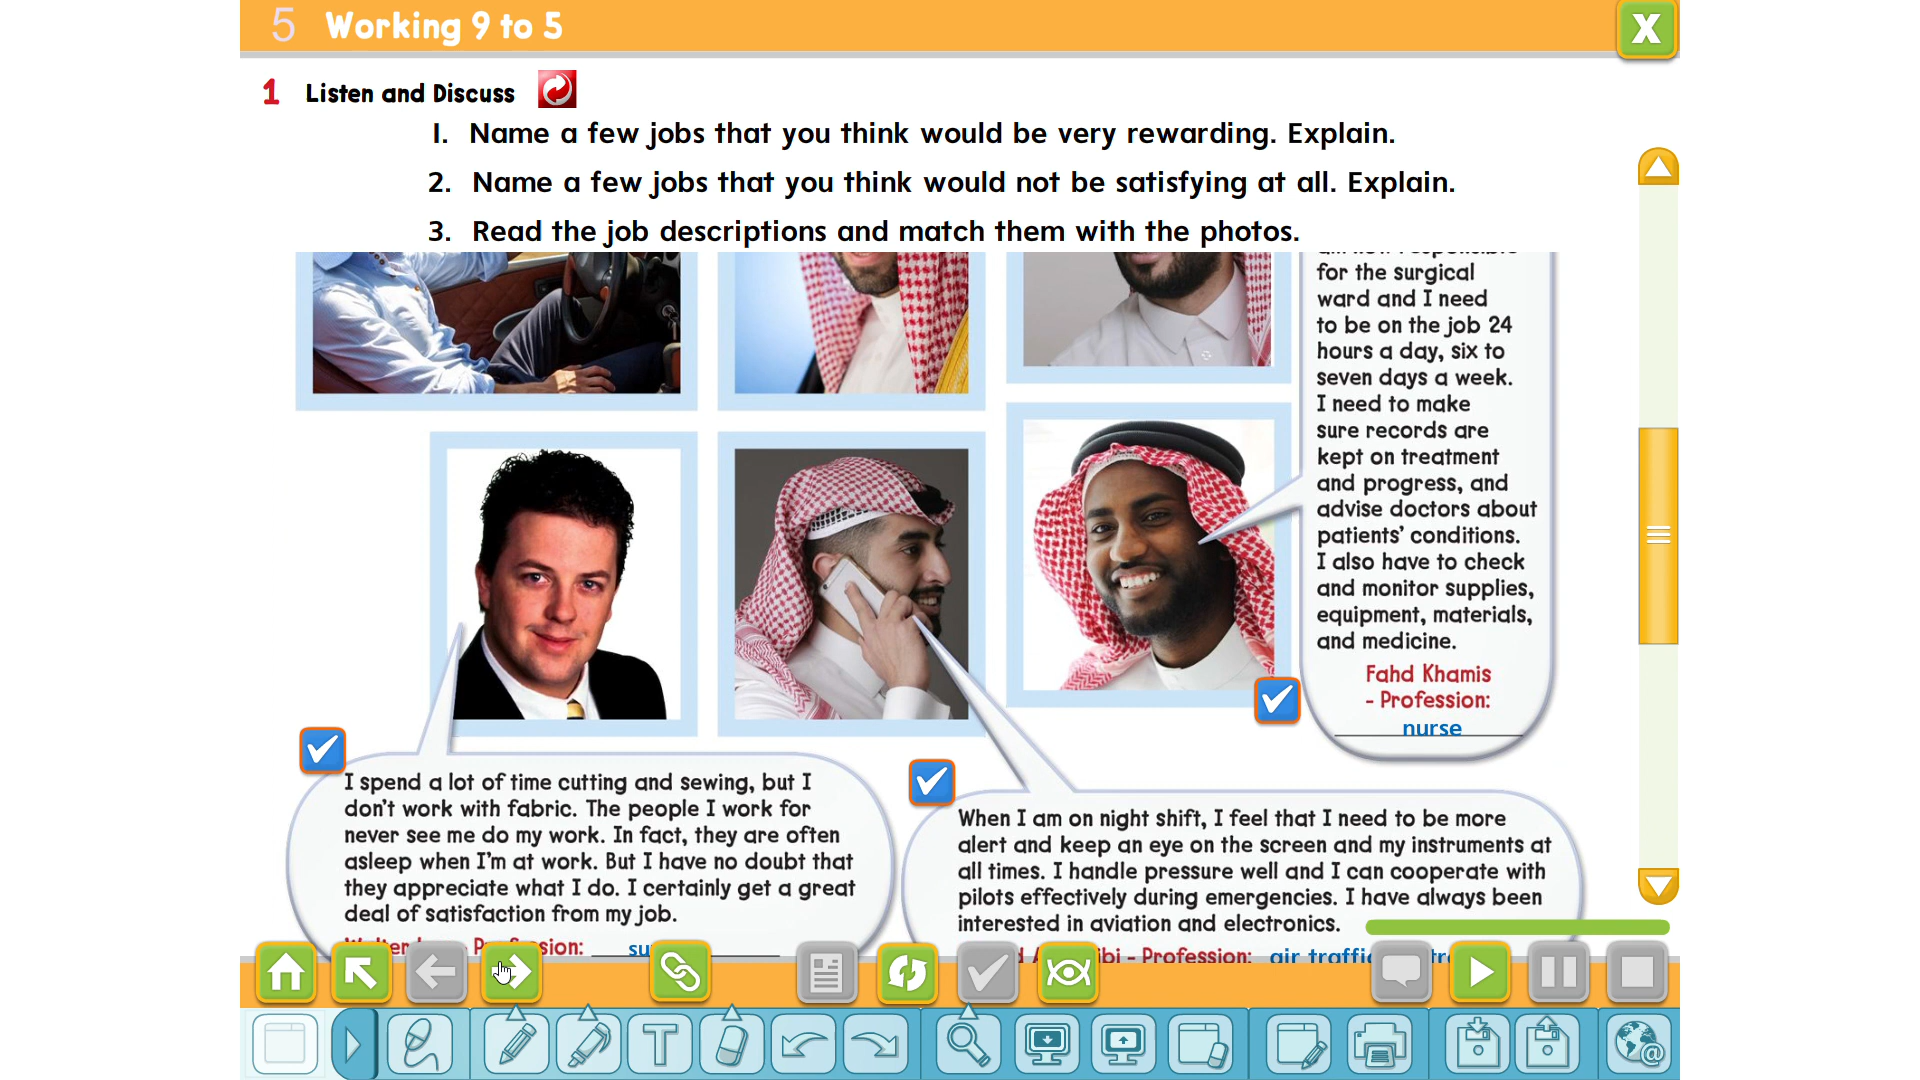 5 Working 9 to 5
X
1 Listen and Discuss
1. Name a few jobs that you think would be very rewarding. Explain.
2. Name a few jobs that you think would not be satisfying at all. Explain.
3. Read the job descriptions and match them with the photos.
for the surgical
ward and I need
to be on the job 24
hours a day, six to
seven days a week.
I need to make
sure records are
kept on treatment
and progress, and
advise doctors about
patients' conditions.
I also have to check
and monitor supplies,
equipment, materials,
and medicine.
Fahd Khamis
- Profession:
nurse
I spend a lot of time cutting and sewing, but I
don't work with fabric. The people I work for
never see me do my work. In fact, they are often
asleep when I'm at work. But I have no doubt that
they appreciate what I do. I certainly get a great
deal of satisfaction from my job.
When I am on night shift, I feel that I need to be more
alert and keep an eye on the screen and my instruments at
all times. I handle pressure well and I can cooperate with
pilots effectively during emergencies. I have always been
interested in aviation and electronics.
- Profession: air traffic
T
@